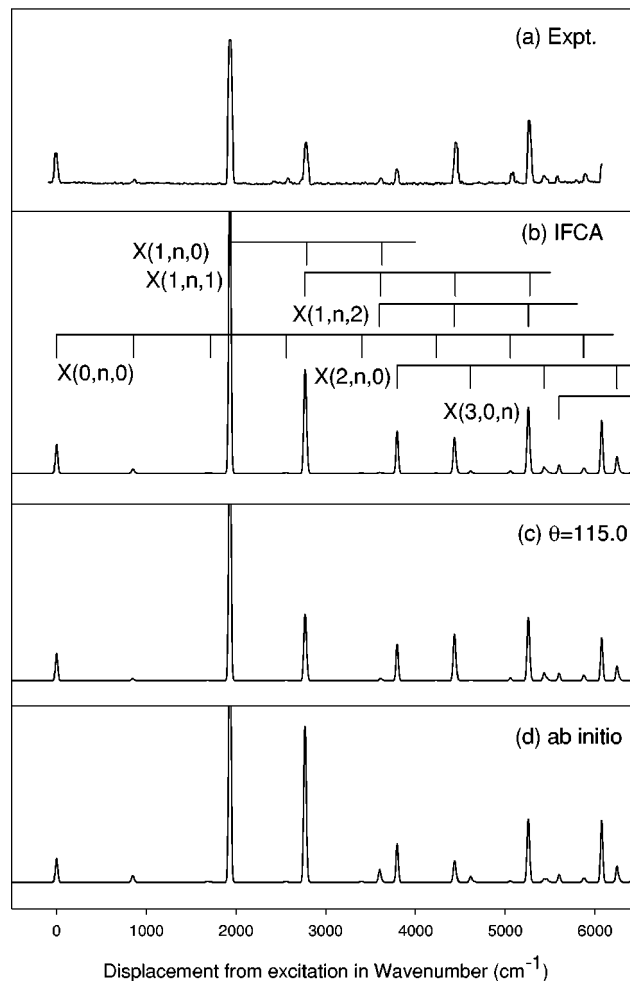 (a) Expt.
(b) IFCA
X(1,n,0)
X(1,n,1)
X(1,n,2)
X(0,n,0)
X(2,n,0)
X(3,0,n)
(c) θ=115.0
(d) ab initio
0 1000 2000 3000 4000 5000 6000
Displacement from excitation in Wavenumber (cm⁻¹)